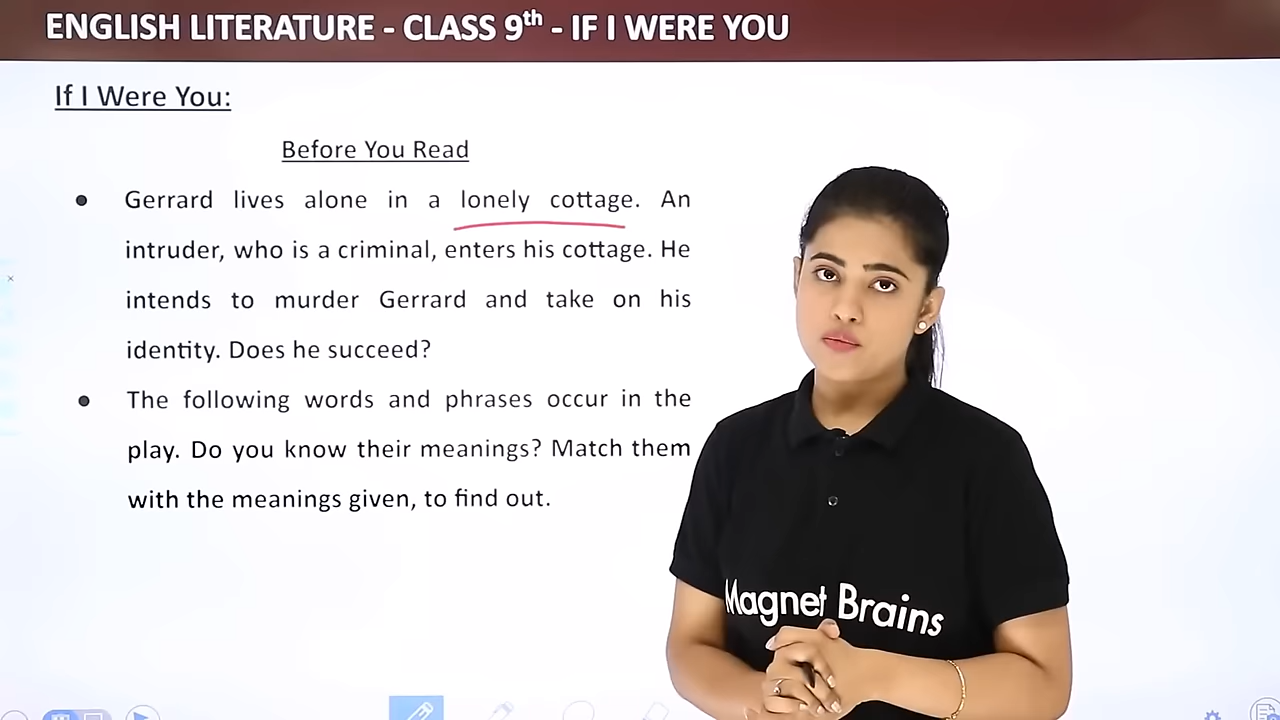 ENGLISH LITERATURE - CLASS 9th - IF I WERE YOU
If I Were You:
Before You Read
• Gerrard lives alone in a lonely cottage. An
intruder, who is a criminal, enters his cottage. He
intends to murder Gerrard and take on his
identity. Does he succeed?
• The following words and phrases occur in the
play. Do you know their meanings? Match them
with the meanings given, to find out.
Magnet Brains